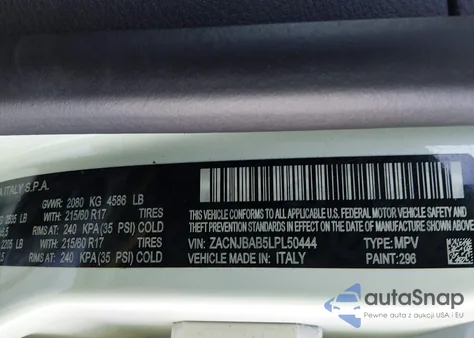 ITALY S.P.A.
GVWR: 2080 KG 4586 LB
LB WITH: 215/60 R17 TIRES
RIMS AT: 240 KPA(35 PSI) COLD
2205 LB WITH: 215/60 R17 TIRES
RIMS AT: 240 KPA(35 PSI) COLD
THIS VEHICLE CONFORMS TO ALL APPLICABLE
U.S.A. FEDERAL MOTOR VEHICLE SAFETY, BUMPER, AND
THEFT PREVENTION STANDARDS IN EFFECT ON THE DATE
OF MANUFACTURE SHOWN ABOVE.
VIN: ZACNJBAB5LPL50444 TYPE: MPV
VEHICLE MADE IN: ITALY PAINT: 296
autoSnap
Pewne auta z aukcji USA i EU